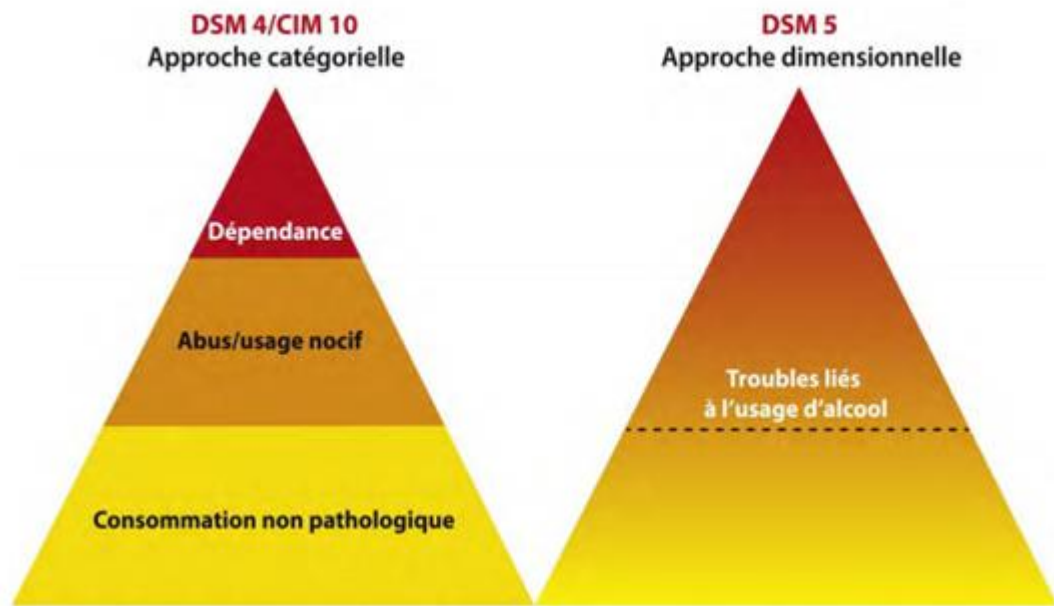 DSM 4/CIM 10
Approche catégorielle
Dépendance
Abus/usage nocif
Consommation non pathologique
DSM 5
Approche dimensionnelle
Troubles liés
à l'usage d'alcool